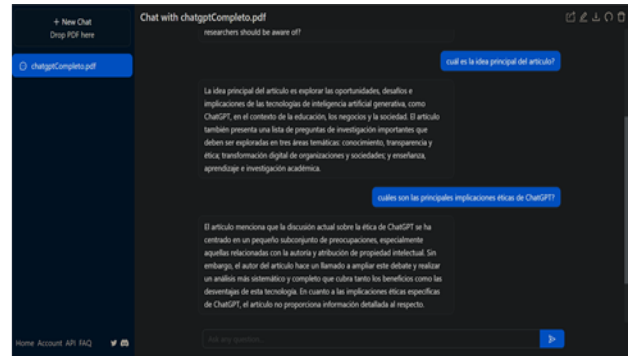 + New Chat
Drop PDF here
chatgptCompleto.pdf
Home Account API FAQ
Chat with chatgptCompleto.pdf
researchers should be aware of?
cuál es la idea principal del artículo?
La idea principal del artículo es explorar las oportunidades, desafíos e
implicaciones de las tecnologías de inteligencia artificial generativa, como
ChatGPT, en el contexto de la educación, los negocios y la sociedad. El artículo
también presenta una lista de preguntas de investigación importantes que
deben ser exploradas en tres áreas temáticas: conocimiento, transparencia y
ética; transformación digital de organizaciones y sociedades; y enseñanza,
aprendizaje e investigación académica.
cuáles son las principales implicaciones éticas de ChatGPT?
El artículo menciona que la discusión actual sobre la ética de ChatGPT se ha
centrado en un pequeño subconjunto de preocupaciones, especialmente
aquellas relacionadas con la autoría y atribución de propiedad intelectual. Sin
embargo, el autor del artículo hace un llamado a ampliar este debate y realizar
un análisis más sistemático y completo que cubra tanto los beneficios como las
desventajas de esta tecnología. En cuanto a las implicaciones éticas específicas
de ChatGPT, el artículo no proporciona información detallada al respecto.
Ask any question...